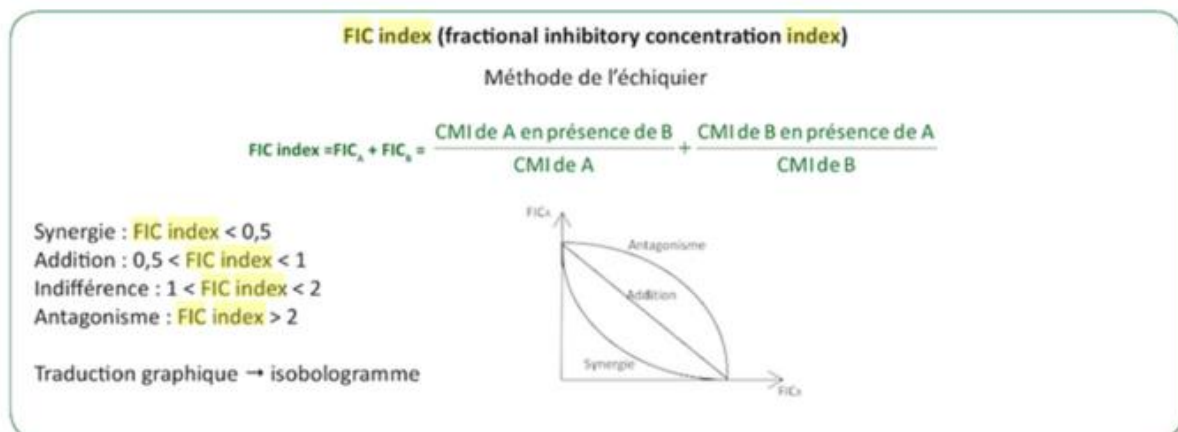 FIC index (fractional inhibitory concentration index)
Méthode de l'échiquier
FIC index =FIC_A + FIC_B = CMI de A en présence de B / CMI de A + CMI de B en présence de A / CMI de B
Synergie : FIC index < 0,5
Addition : 0,5 < FIC index < 1
Indifférence : 1 < FIC index < 2
Antagonisme : FIC index > 2
Traduction graphique → isobologramme
FICA
Antagonisme
Addition
Synergie